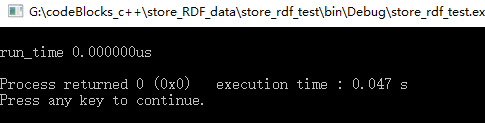 G:\codeBlocks_c++\store_RDF_data\store_rdf_test\bin\Debug\store_rdf_test.ex
run_time 0.000000us
Process returned 0 (0x0)   execution time : 0.047 s
Press any key to continue.